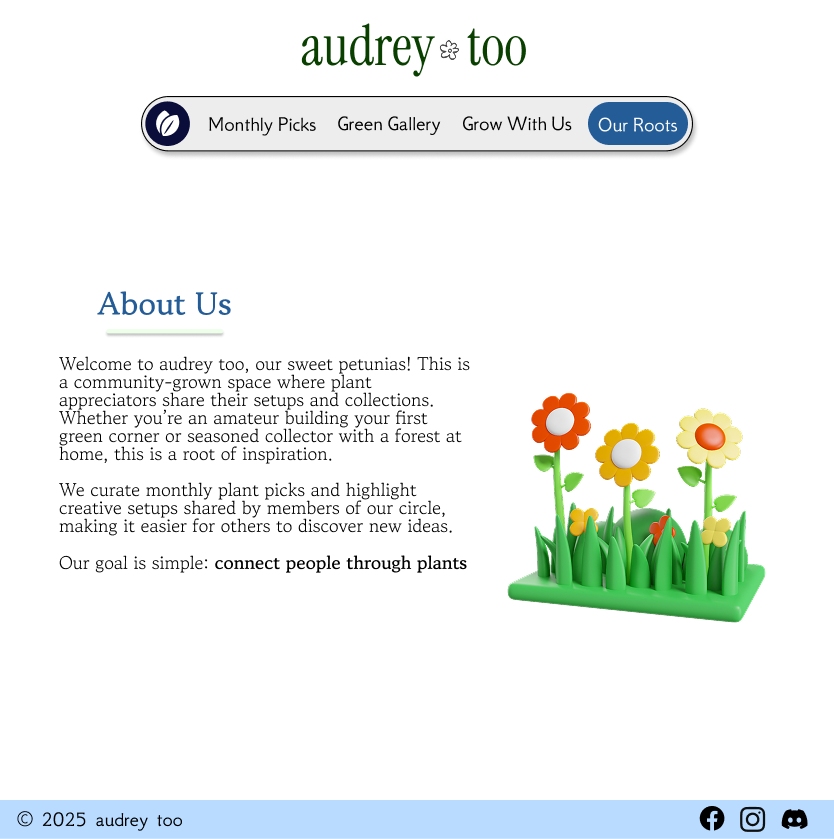 audrey too
Monthly Picks Green Gallery Grow With Us Our Roots
About Us
Welcome to audrey too, our sweet petunias! This is
a community-grown space where plant
appreciators share their setups and collections.
Whether you’re an amateur building your first
green corner or seasoned collector with a forest at
home, this is a root of inspiration.
We curate monthly plant picks and highlight
creative setups shared by members of our circle,
making it easier for others to discover new ideas.
Our goal is simple: connect people through plants
© 2025 audrey too